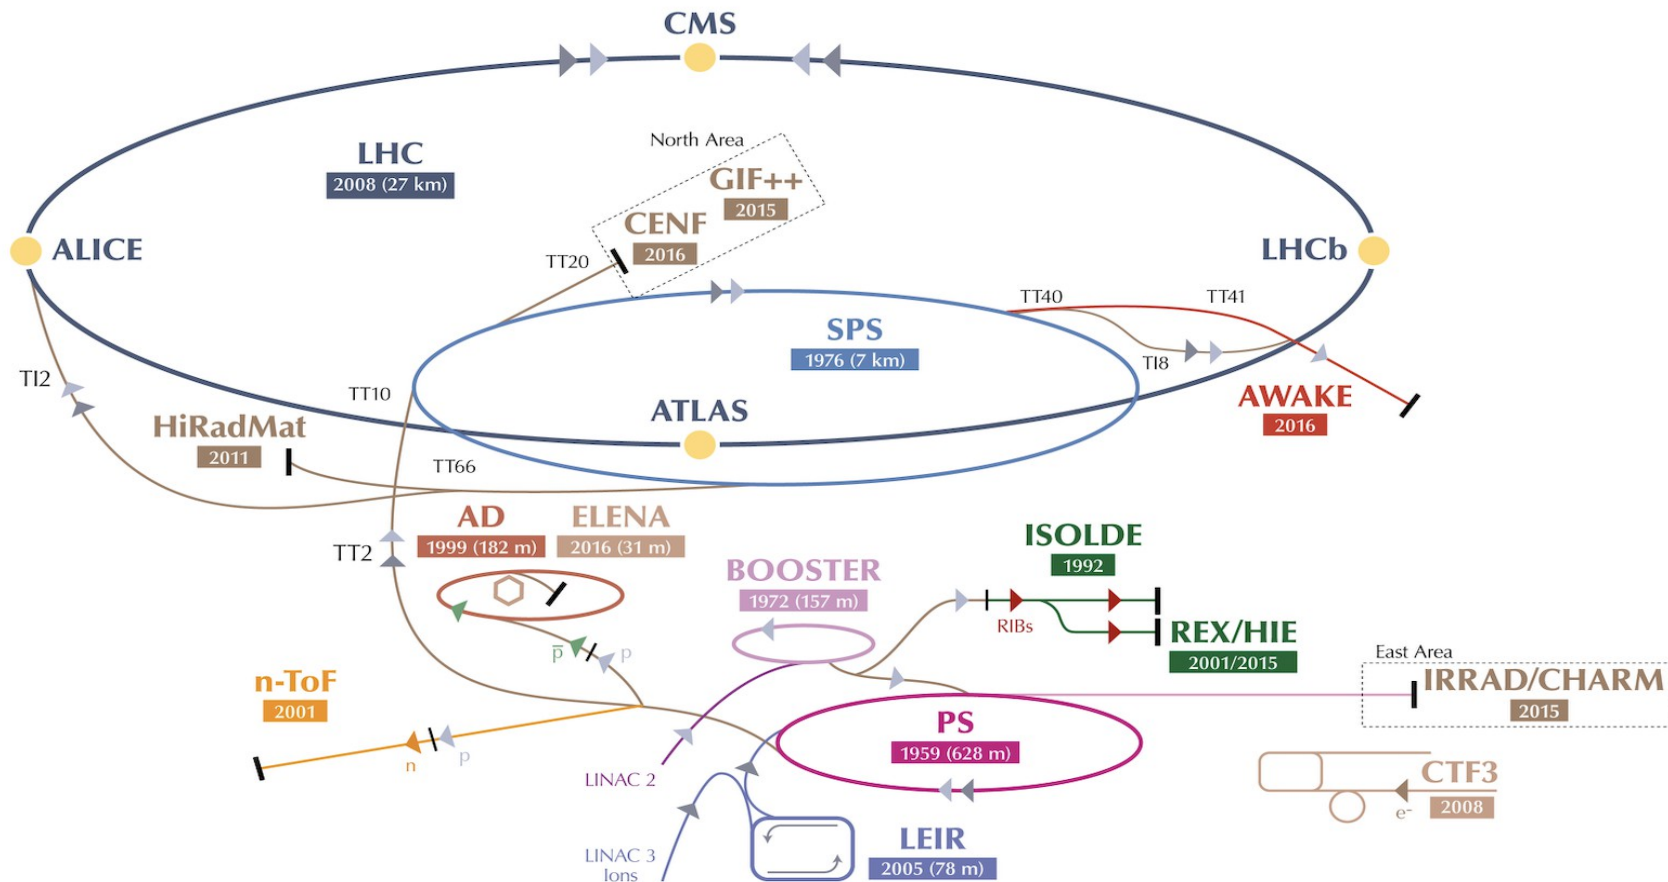 CMS
North Area
LHC
2008 (27 km)
GIF++
2015
CENF
2016
ALICE
LHCb
TT20
TT40
TT41
SPS
1976 (7 km)
TI2
TI8
TT10
ATLAS
AWAKE
2016
HiRadMat
2011
TT66
AD
1999 (182 m)
ELENA
2016 (31 m)
TT2
ISOLDE
1992
BOOSTER
1972 (157 m)
RIBs
REX/HIE
2001/2015
p̅
p
East Area
n-ToF
2001
IRRAD/CHARM
2015
PS
1959 (628 m)
n
p
LINAC 2
CTF3
2008
e-
LEIR
2005 (78 m)
LINAC 3
Ions